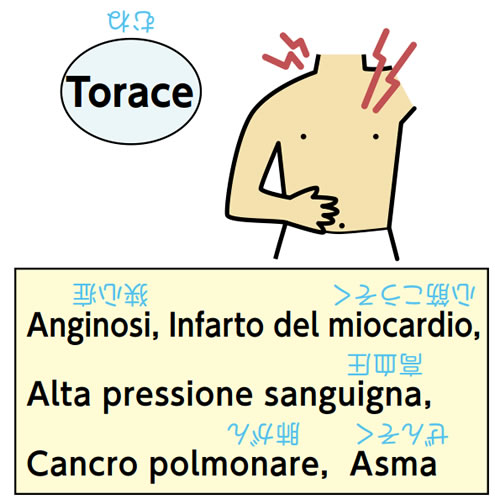 むね
Torace
狭心症 心筋こうそく
Anginosi, Infarto del miocardio,
高血圧
Alta pressione sanguigna,
肺がん ぜんそく
Cancro polmonare, Asma